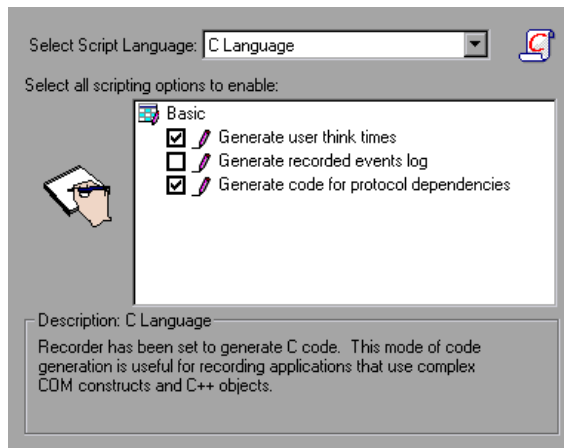 Select Script Language: C Language
Select all scripting options to enable:
Basic
Generate user think times
Generate recorded events log
Generate code for protocol dependencies
Description: C Language
Recorder has been set to generate C code. This mode of code
generation is useful for recording applications that use complex
COM constructs and C++ objects.